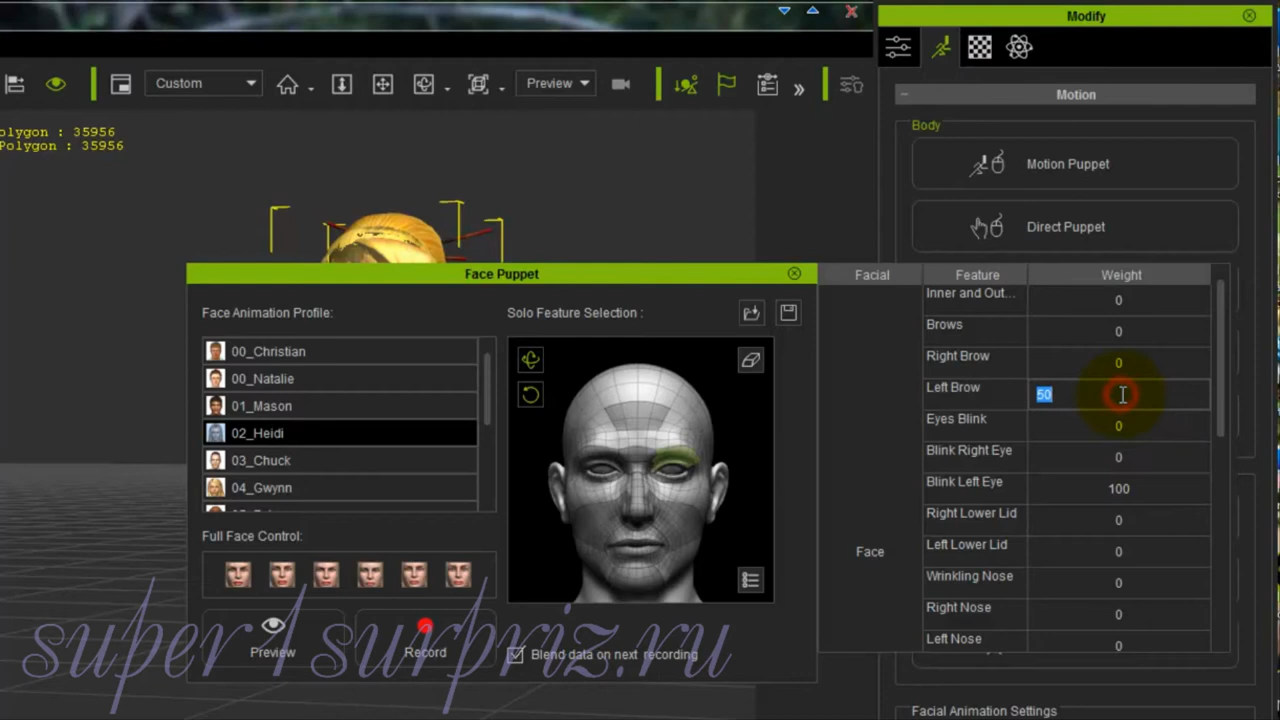 Modify
Custom
Preview
olygon : 35956
Polygon : 35956
Motion
Body
Motion Puppet
Direct Puppet
Face Puppet
Face Animation Profile:
00_Christian
00_Natalie
01_Mason
02_Heidi
03_Chuck
04_Gwynn
Full Face Control:
Preview
Record
Solo Feature Selection :
Blend data on next recording
Facial Feature Weight
Face
Inner and Out... 0
Brows 0
Right Brow 0
Left Brow 50
Eyes Blink 0
Blink Right Eye 0
Blink Left Eye 100
Right Lower Lid 0
Left Lower Lid 0
Wrinkling Nose 0
Right Nose 0
Left Nose 0
Facial Animation Settings
super1surpriz.ru